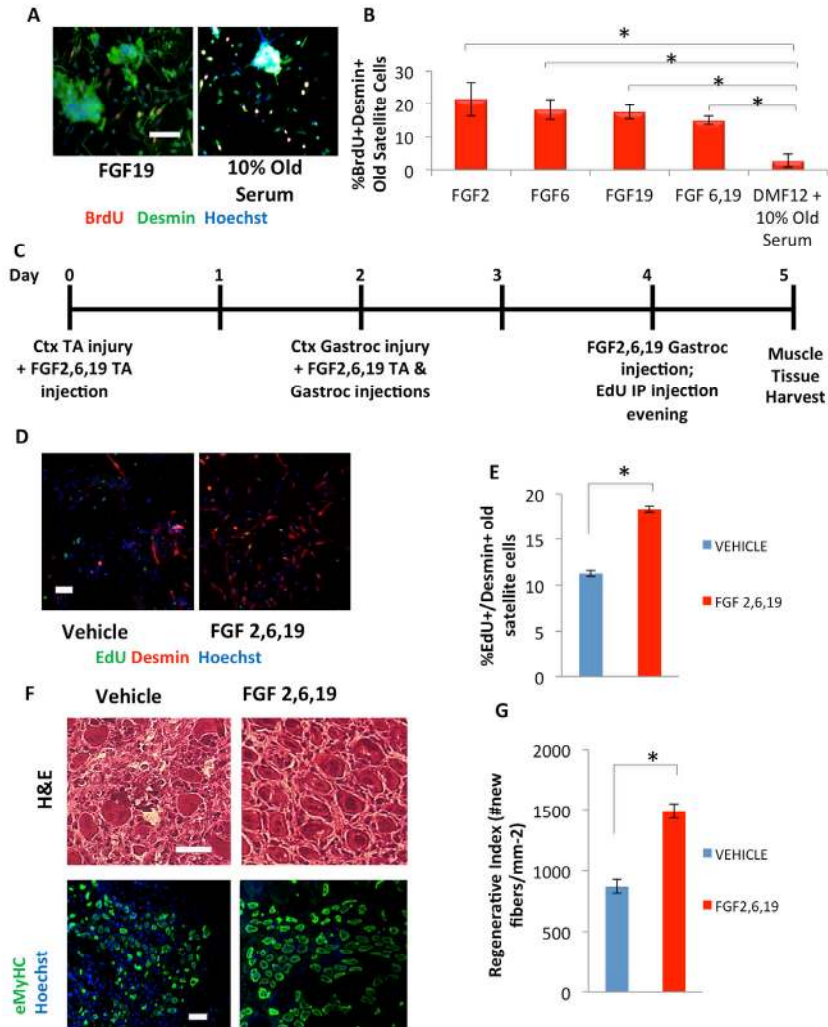 A
FGF19
10% Old
Serum
BrdU Desmin Hoechst
B
%BrdU+Desmin+
Old Satellite Cells
30
20
10
0
*
*
*
*
FGF2
FGF6
FGF19
FGF 6,19
DMF12 +
10% Old
Serum
C
Day 0 1 2 3 4 5
Ctx TA injury
+ FGF2,6,19 TA
injection
Ctx Gastroc injury
+ FGF2,6,19 TA &
Gastroc injections
FGF2,6,19 Gastroc
injection;
EdU IP injection
evening
Muscle
Tissue
Harvest
D
Vehicle
FGF 2,6,19
EdU Desmin Hoechst
E
%EdU+/Desmin+ old
satellite cells
20
15
10
5
0
*
VEHICLE
FGF 2,6,19
F
Vehicle
FGF 2,6,19
H&E
eMyHC
Hoechst
G
Regenerative Index (#new
fibers/mm-2)
2000
1500
1000
500
0
*
VEHICLE
FGF2,6,19